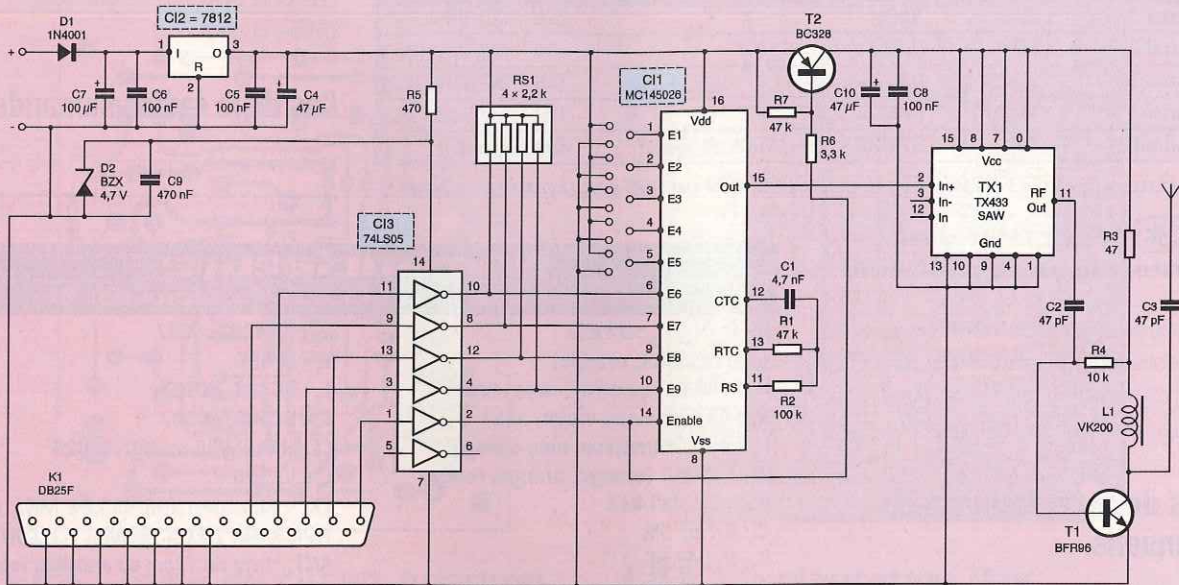 D1
1N4001
CI2 = 7812
+
-
1
I
O
3
R
2
C7
100 µF
+
C6
100 nF
C5
100 nF
+
C4
47 µF
D2
BZX
4,7 V
C9
470 nF
R5
470
RS1
4 × 2,2 k
CI3
74LS05
14
11
10
9
8
13
12
3
4
1
2
5
6
7
K1
DB25F
CI1
MC145026
16
Vdd
1
E1
2
E2
3
E3
4
E4
5
E5
6
E6
7
E7
9
E8
10
E9
14
Enable
Vss
8
Out
15
CTC
12
RTC
13
RS
11
C1
4,7 nF
R1
47 k
R2
100 k
T2
BC328
R7
47 k
R6
3,3 k
C10
47 µF
+
C8
100 nF
15
8
7
0
Vcc
2
In+
3
In-
12
In
TX1
TX433
SAW
RF
Out
11
Gnd
13
10
9
4
1
R3
47
C2
47 pF
C3
47 pF
R4
10 k
L1
VK200
T1
BFR96